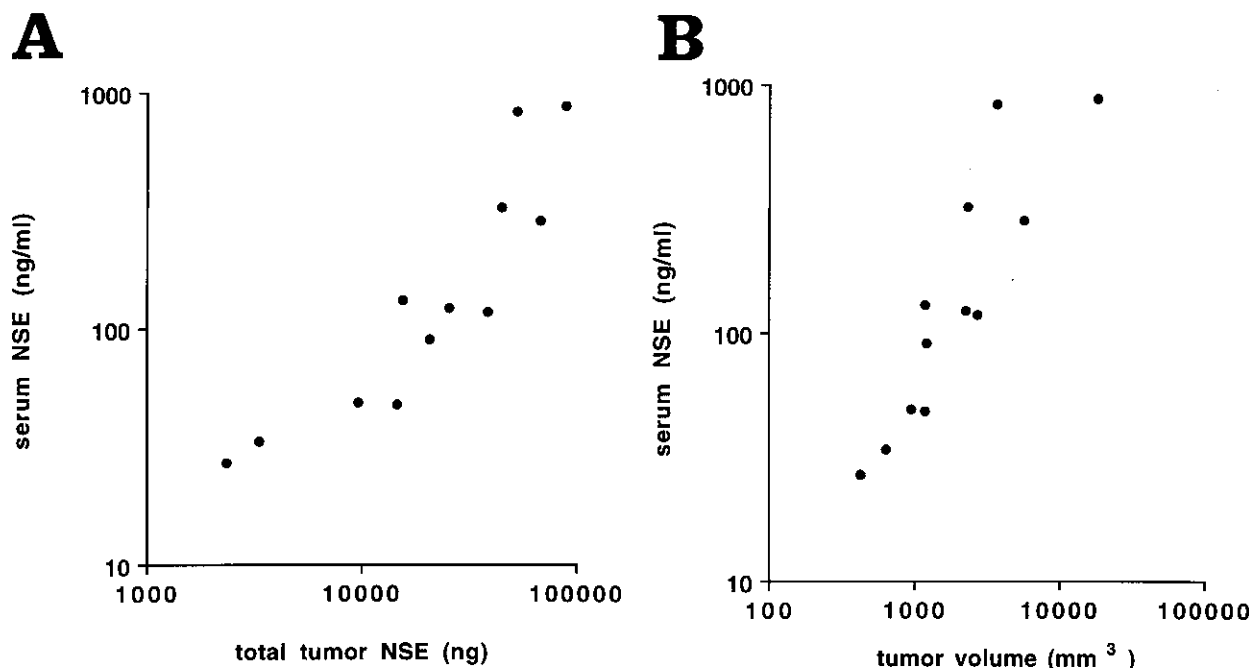 A
1000
100
10
serum NSE (ng/ml)
1000 10000 100000
total tumor NSE (ng)
B
1000
100
10
serum NSE (ng/ml)
100 1000 10000 100000
tumor volume (mm ³ )